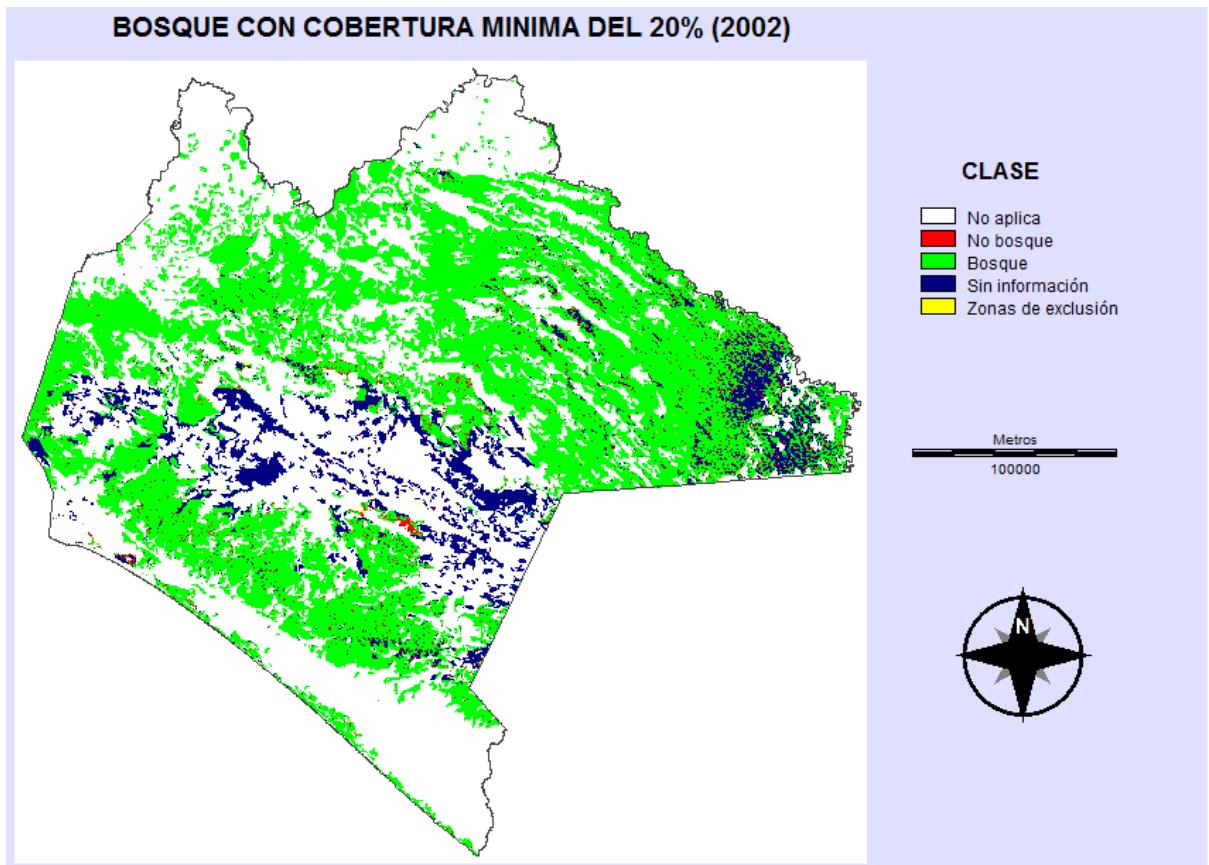 BOSQUE CON COBERTURA MINIMA DEL 20% (2002)
CLASE
No aplica
No bosque
Bosque
Sin información
Zonas de exclusión
Metros
100000
N